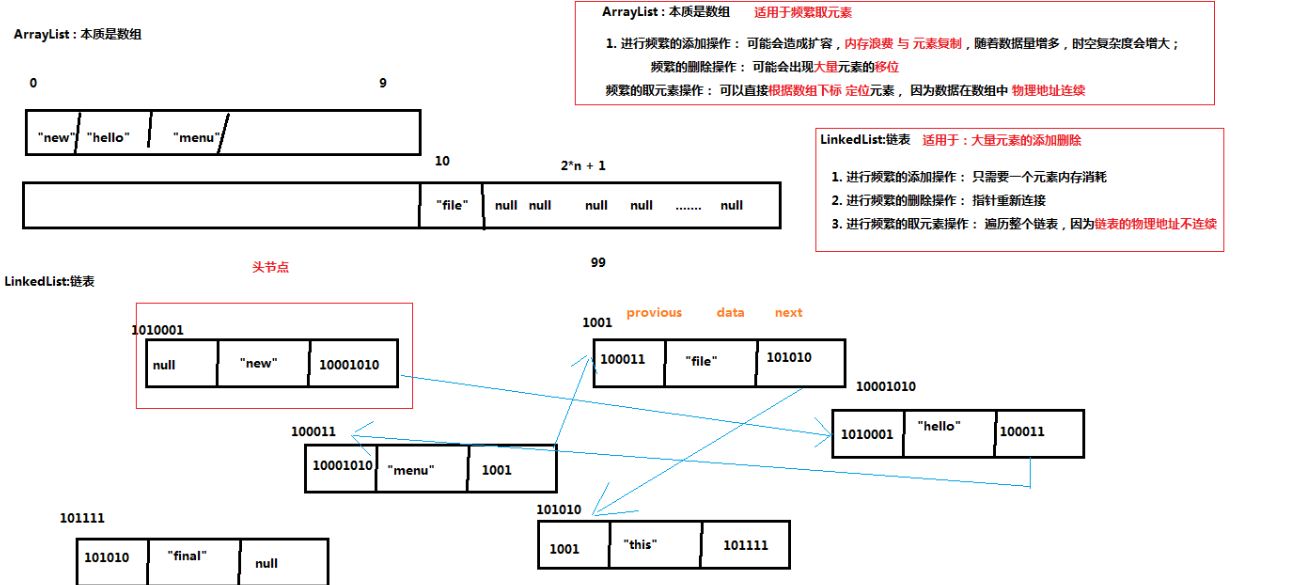 ArrayList : 本质是数组
0 9
"new" "hello" "menu"
10 2*n + 1
"file" null null null null ....... null
99
ArrayList : 本质是数组 适用于频繁取元素
1. 进行频繁的添加操作： 可能会造成扩容，内存浪费 与 元素复制，随着数据量增多，时空复杂度会增大；
频繁的删除操作： 可能会出现大量元素的移位
频繁的取元素操作： 可以直接根据数组下标 定位元素， 因为数据在数组中 物理地址连续
LinkedList:链表 适用于：大量元素的添加删除
1. 进行频繁的添加操作： 只需要一个元素内存消耗
2. 进行频繁的删除操作： 指针重新连接
3. 进行频繁的取元素操作： 遍历整个链表，因为链表的物理地址不连续
LinkedList:链表
头节点
1010001
null "new" 10001010
provious data next
1001
100011 "file" 101010
10001010
1010001 "hello" 100011
100011
10001010 "menu" 1001
101010
1001 "this" 101111
101111
101010 "final" null